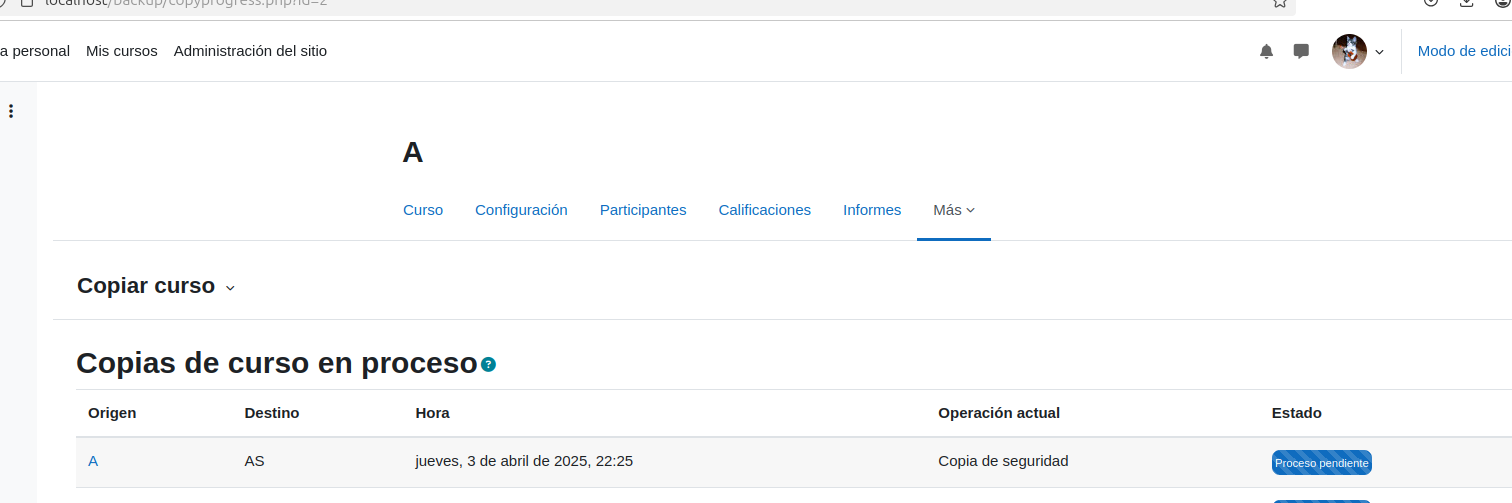 localhost/backup/copyprogress.php?id=2
a personal Mis cursos Administración del sitio Modo de edici
A
Curso Configuración Participantes Calificaciones Informes Más
Copiar curso
Copias de curso en proceso ?
Origen Destino Hora Operación actual Estado
A AS jueves, 3 de abril de 2025, 22:25 Copia de seguridad Proceso pendiente